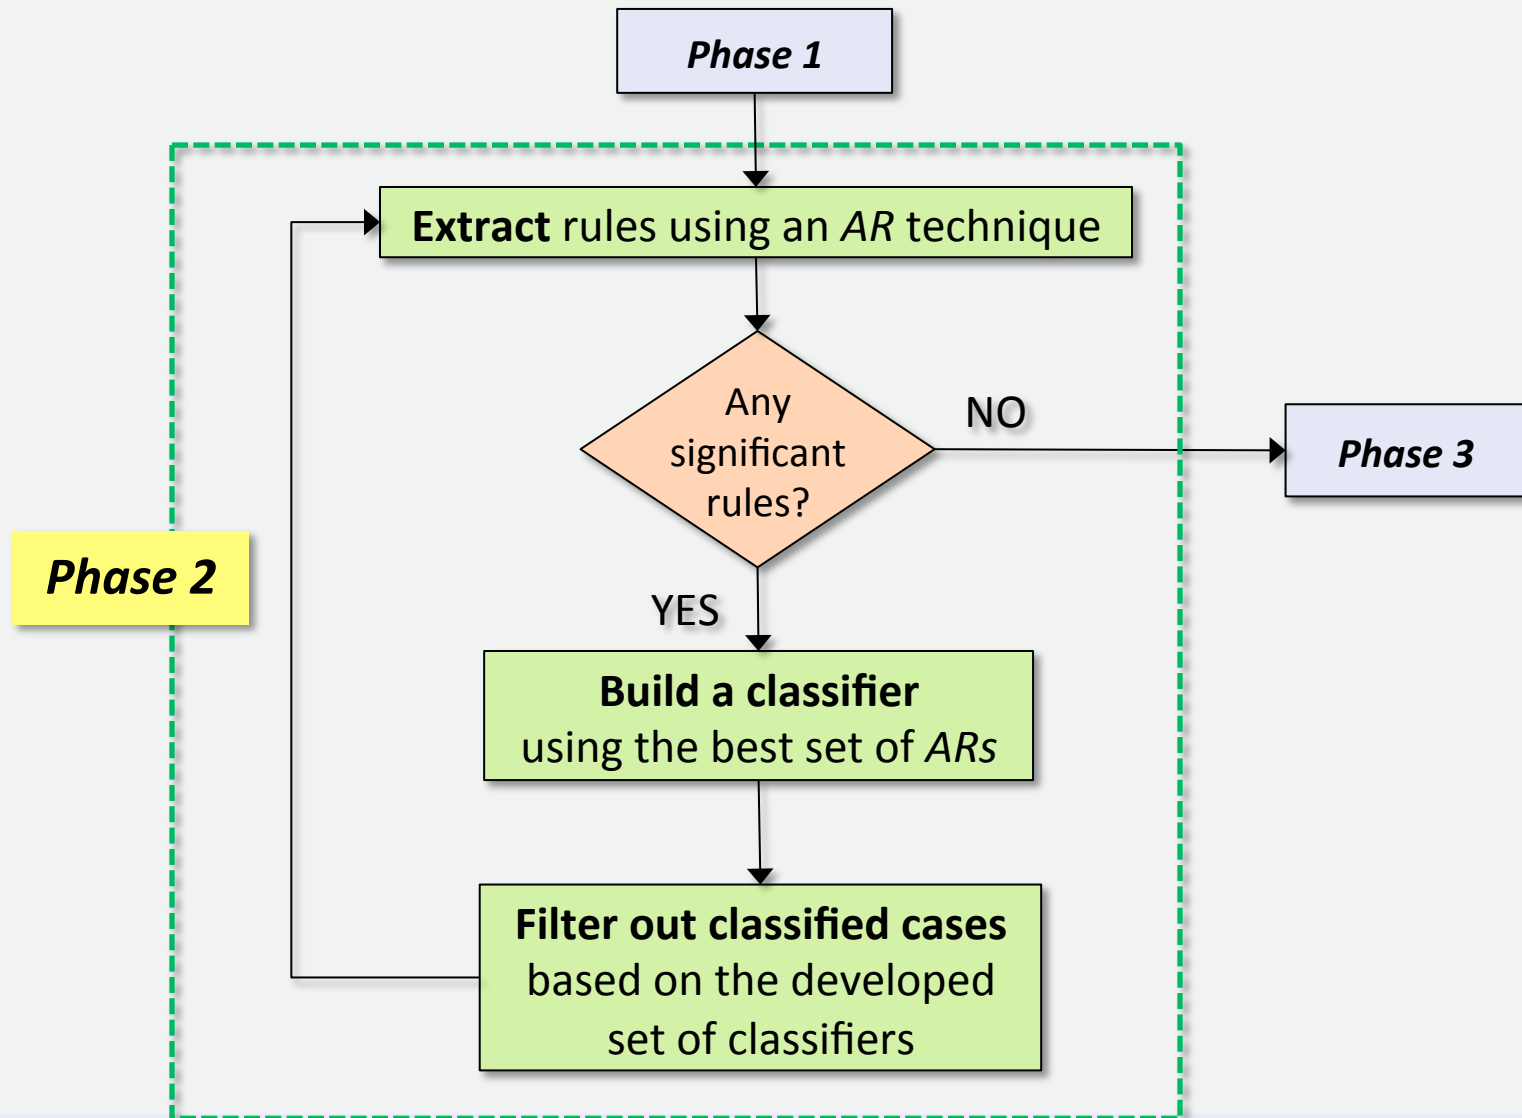 Phase 1
Extract rules using an AR technique
Any
significant
rules?
NO
Phase 3
Phase 2
YES
Build a classifier
using the best set of ARs
Filter out classified cases
based on the developed
set of classifiers